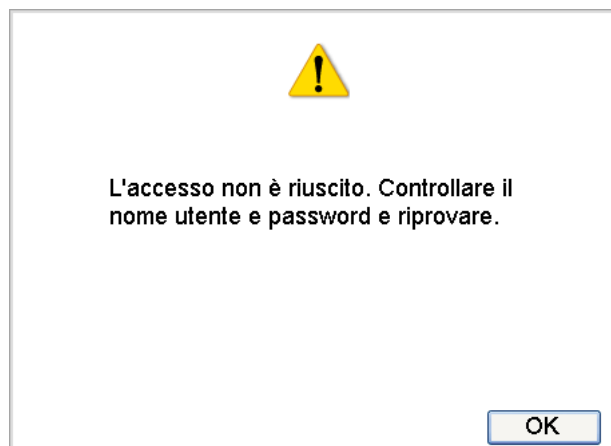 L'accesso non è riuscito. Controllare il
nome utente e password e riprovare.
OK